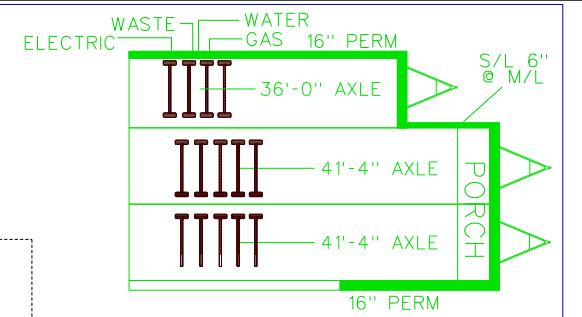 WASTE
WATER
ELECTRIC
GAS
16" PERM
S/L 6"
@ M/L
36'-0" AXLE
41'-4" AXLE
PORCH
41'-4" AXLE
16" PERM